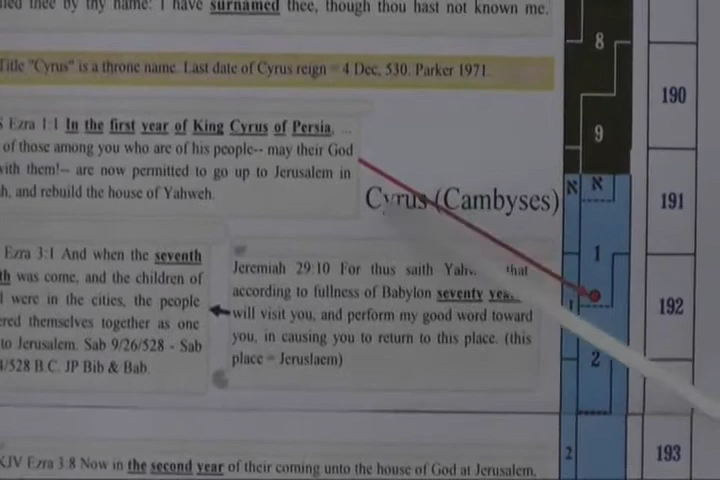 thee by thy name: I have surnamed thee, though thou hast not known me.
Title "Cyrus" is a throne name. Last date of Cyrus reign = 4 Dec, 530. Parker 1971.
Ezra 1:1 In the first year of King Cyrus of Persia, ...
of those among you who are of his people-- may their God
with them!-- are now permitted to go up to Jerusalem in
h, and rebuild the house of Yahweh.
Cyrus (Cambyses)
Ezra 3:1 And when the seventh
th was come, and the children of
l were in the cities, the people
ered themselves together as one
to Jerusalem. Sab 9/26/528 - Sab
4/528 B.C. JP Bib & Bab.
Jeremiah 29:10 For thus saith that
according to fullness of Babylon seventy
will visit you, and perform my good word toward
you, in causing you to return to this place. (this
place = Jeruslaem)
KJV Ezra 3:8 Now in the second year of their coming unto the house of God at Jerusalem,
8
9
א א
1
1
2
2
190
191
192
193